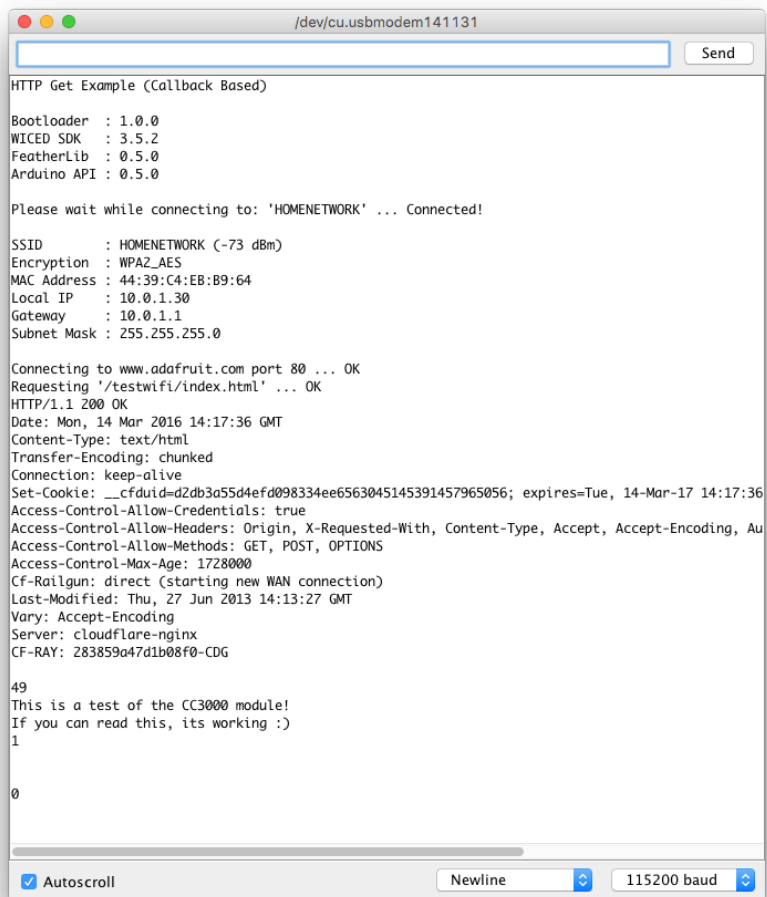 /dev/cu.usbmodem141131
Send
HTTP Get Example (Callback Based)
Bootloader : 1.0.0
WICED SDK : 3.5.2
FeatherLib : 0.5.0
Arduino API : 0.5.0
Please wait while connecting to: 'HOMENETWORK' ... Connected!
SSID : HOMENETWORK (-73 dBm)
Encryption : WPA2_AES
MAC Address : 44:39:C4:EB:B9:64
Local IP : 10.0.1.30
Gateway : 10.0.1.1
Subnet Mask : 255.255.255.0
Connecting to www.adafruit.com port 80 ... OK
Requesting '/testwifi/index.html' ... OK
HTTP/1.1 200 OK
Date: Mon, 14 Mar 2016 14:17:36 GMT
Content-Type: text/html
Transfer-Encoding: chunked
Connection: keep-alive
Set-Cookie: __cfduid=d2db3a55d4efd098334ee6563045145391457965056; expires=Tue, 14-Mar-17 14:17:36
Access-Control-Allow-Credentials: true
Access-Control-Allow-Headers: Origin, X-Requested-With, Content-Type, Accept, Accept-Encoding, Au
Access-Control-Allow-Methods: GET, POST, OPTIONS
Access-Control-Max-Age: 1728000
Cf-Railgun: direct (starting new WAN connection)
Last-Modified: Thu, 27 Jun 2013 14:13:27 GMT
Vary: Accept-Encoding
Server: cloudflare-nginx
CF-RAY: 283859a47d1b08f0-CDG
49
This is a test of the CC3000 module!
If you can read this, its working :)
1
0
Autoscroll
Newline
115200 baud